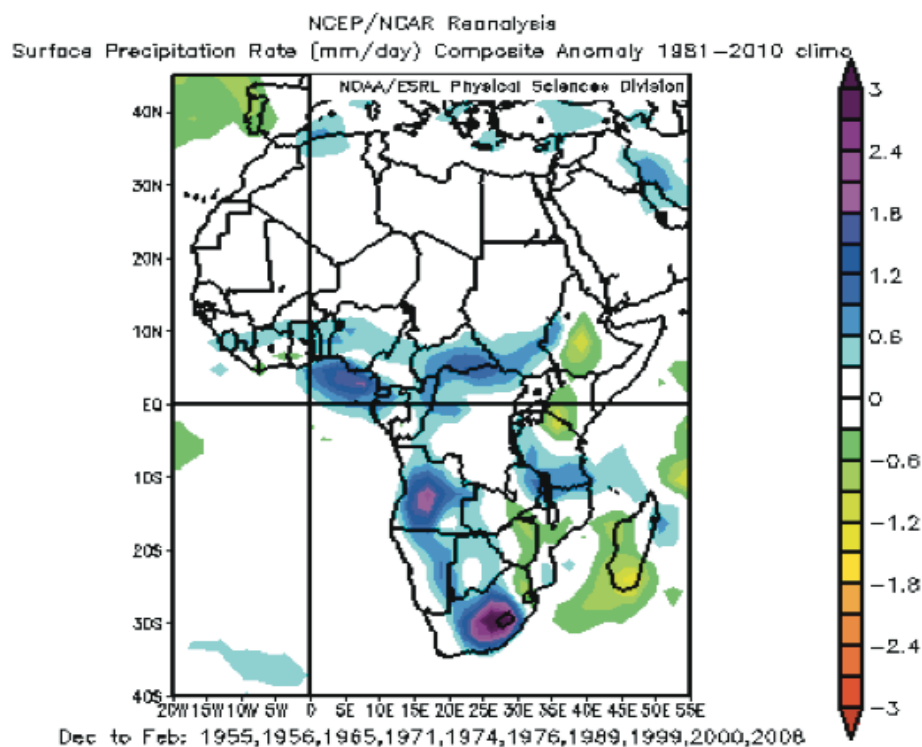 NCEP/NCAR Reanalysis
Surface Precipitation Rate (mm/day) Composite Anomaly 1981-2010 climo
NOAA/ESRL Physical Sciences Division
40N
30N
20N
10N
EQ
10S
20S
30S
40S
20W 15W 10W 5W 0 5E 10E 15E 20E 25E 30E 35E 40E 45E 50E 55E
3
2.4
1.8
1.2
0.6
0
-0.6
-1.2
-1.8
-2.4
-3
Dec to Feb: 1955,1956,1965,1971,1974,1976,1989,1999,2000,2008